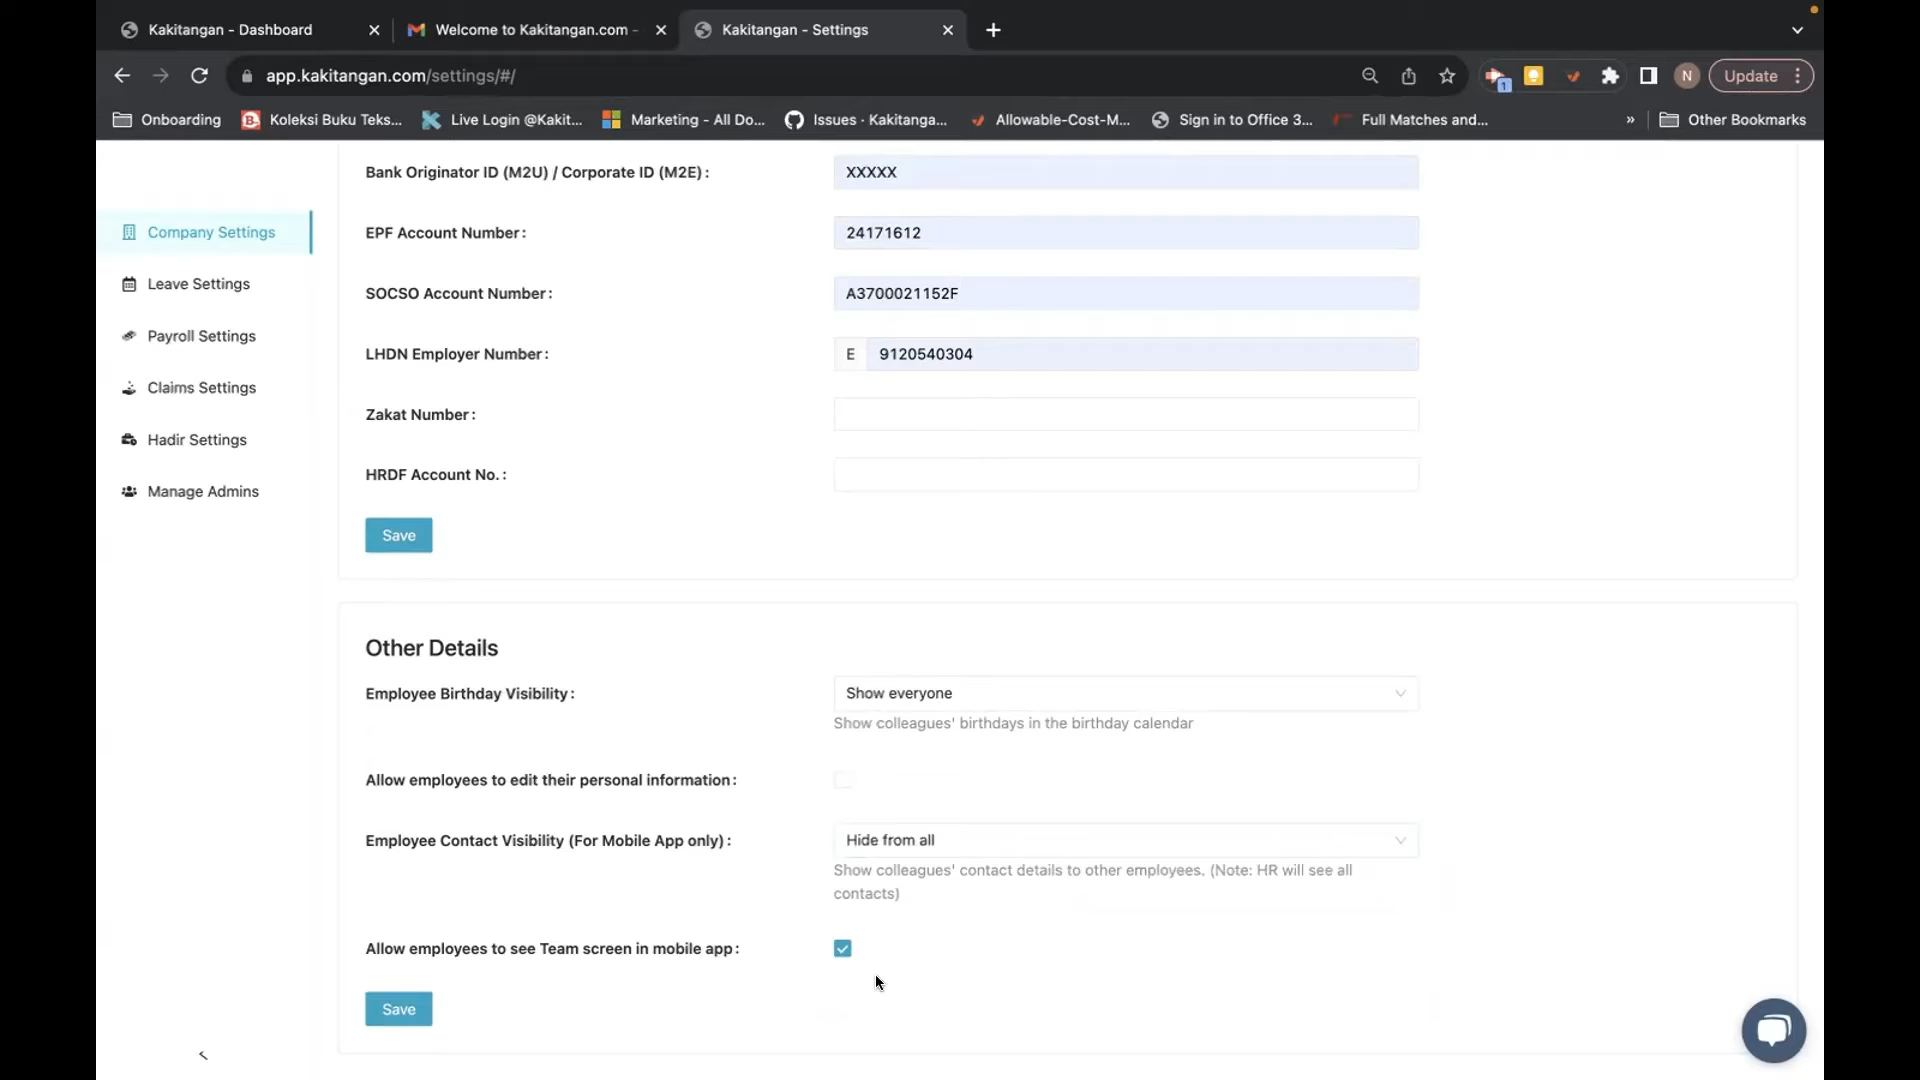 Kakitangan - Dashboard
Welcome to Kakitangan.com -
Kakitangan - Settings
app.kakitangan.com/settings/#/
1
N
Update
Onboarding
Koleksi Buku Teks...
Live Login @Kakit...
Marketing - All Do...
Issues · Kakitanga...
Allowable-Cost-M...
Sign in to Office 3...
Full Matches and...
»
Other Bookmarks
Company Settings
Leave Settings
Payroll Settings
Claims Settings
Hadir Settings
Manage Admins
Bank Originator ID (M2U) / Corporate ID (M2E) :
XXXXX
EPF Account Number :
24171612
SOCSO Account Number :
A3700021152F
LHDN Employer Number :
E 9120540304
Zakat Number :
HRDF Account No. :
Save
Other Details
Employee Birthday Visibility :
Show everyone
Show colleagues' birthdays in the birthday calendar
Allow employees to edit their personal information :
Employee Contact Visibility (For Mobile App only) :
Hide from all
Show colleagues' contact details to other employees. (Note: HR will see all
contacts)
Allow employees to see Team screen in mobile app :
Save